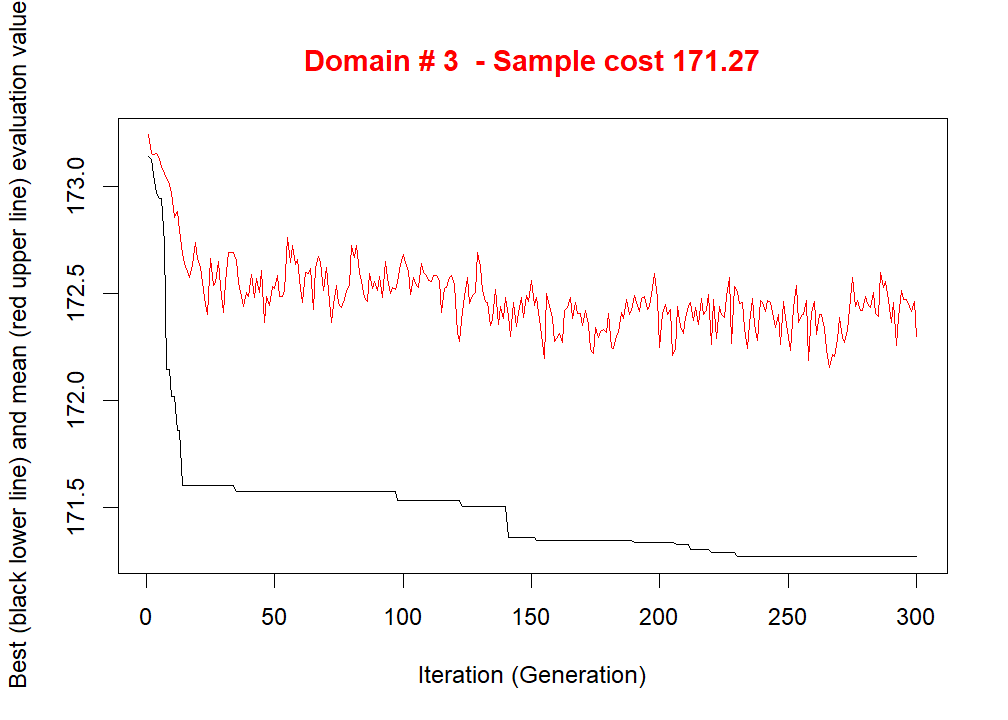 Domain # 3  - Sample cost 171.27
Best (black lower line) and mean (red upper line) evaluation value
173.0
172.5
172.0
171.5
0 50 100 150 200 250 300
Iteration (Generation)